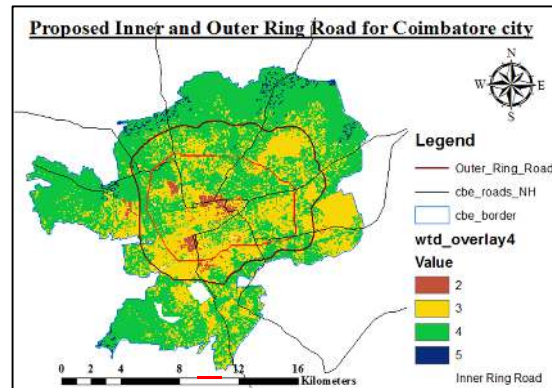 Proposed Inner and Outer Ring Road for Coimbatore city
N
W E
S
Legend
Outer_Ring_Road
cbe_roads_NH
cbe_border
wtd_overlay4
Value
2
3
4
5
Inner Ring Road
0 2 4 8 12 16
Kilometers